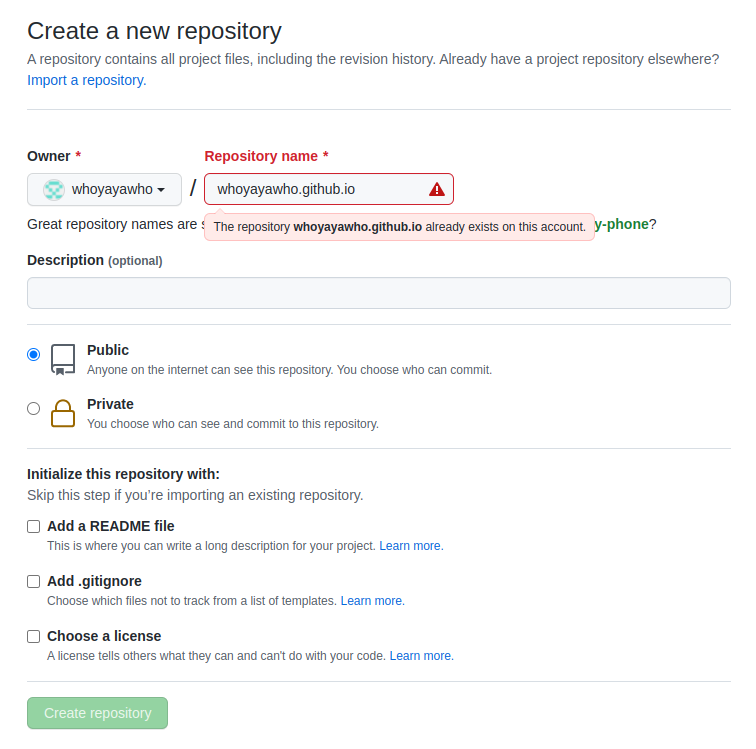 Create a new repository
A repository contains all project files, including the revision history. Already have a project repository elsewhere?
Import a repository.
Owner *
Repository name *
whoyayawho
/
whoyayawho.github.io
Great repository names are s
y-phone?
The repository whoyayawho.github.io already exists on this account.
Description (optional)
Public
Anyone on the internet can see this repository. You choose who can commit.
Private
You choose who can see and commit to this repository.
Initialize this repository with:
Skip this step if you’re importing an existing repository.
Add a README file
This is where you can write a long description for your project. Learn more.
Add .gitignore
Choose which files not to track from a list of templates. Learn more.
Choose a license
A license tells others what they can and can't do with your code. Learn more.
Create repository